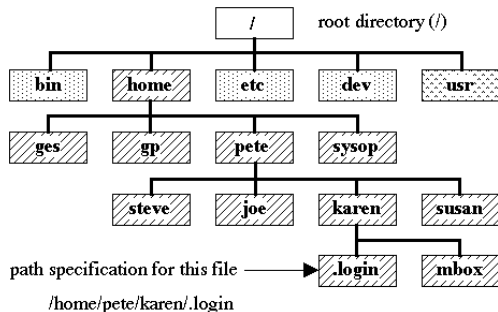 / root directory (/)
bin home etc dev usr
ges gp pete sysop
steve joe karen susan
path specification for this file .login mbox
/home/pete/karen/.login